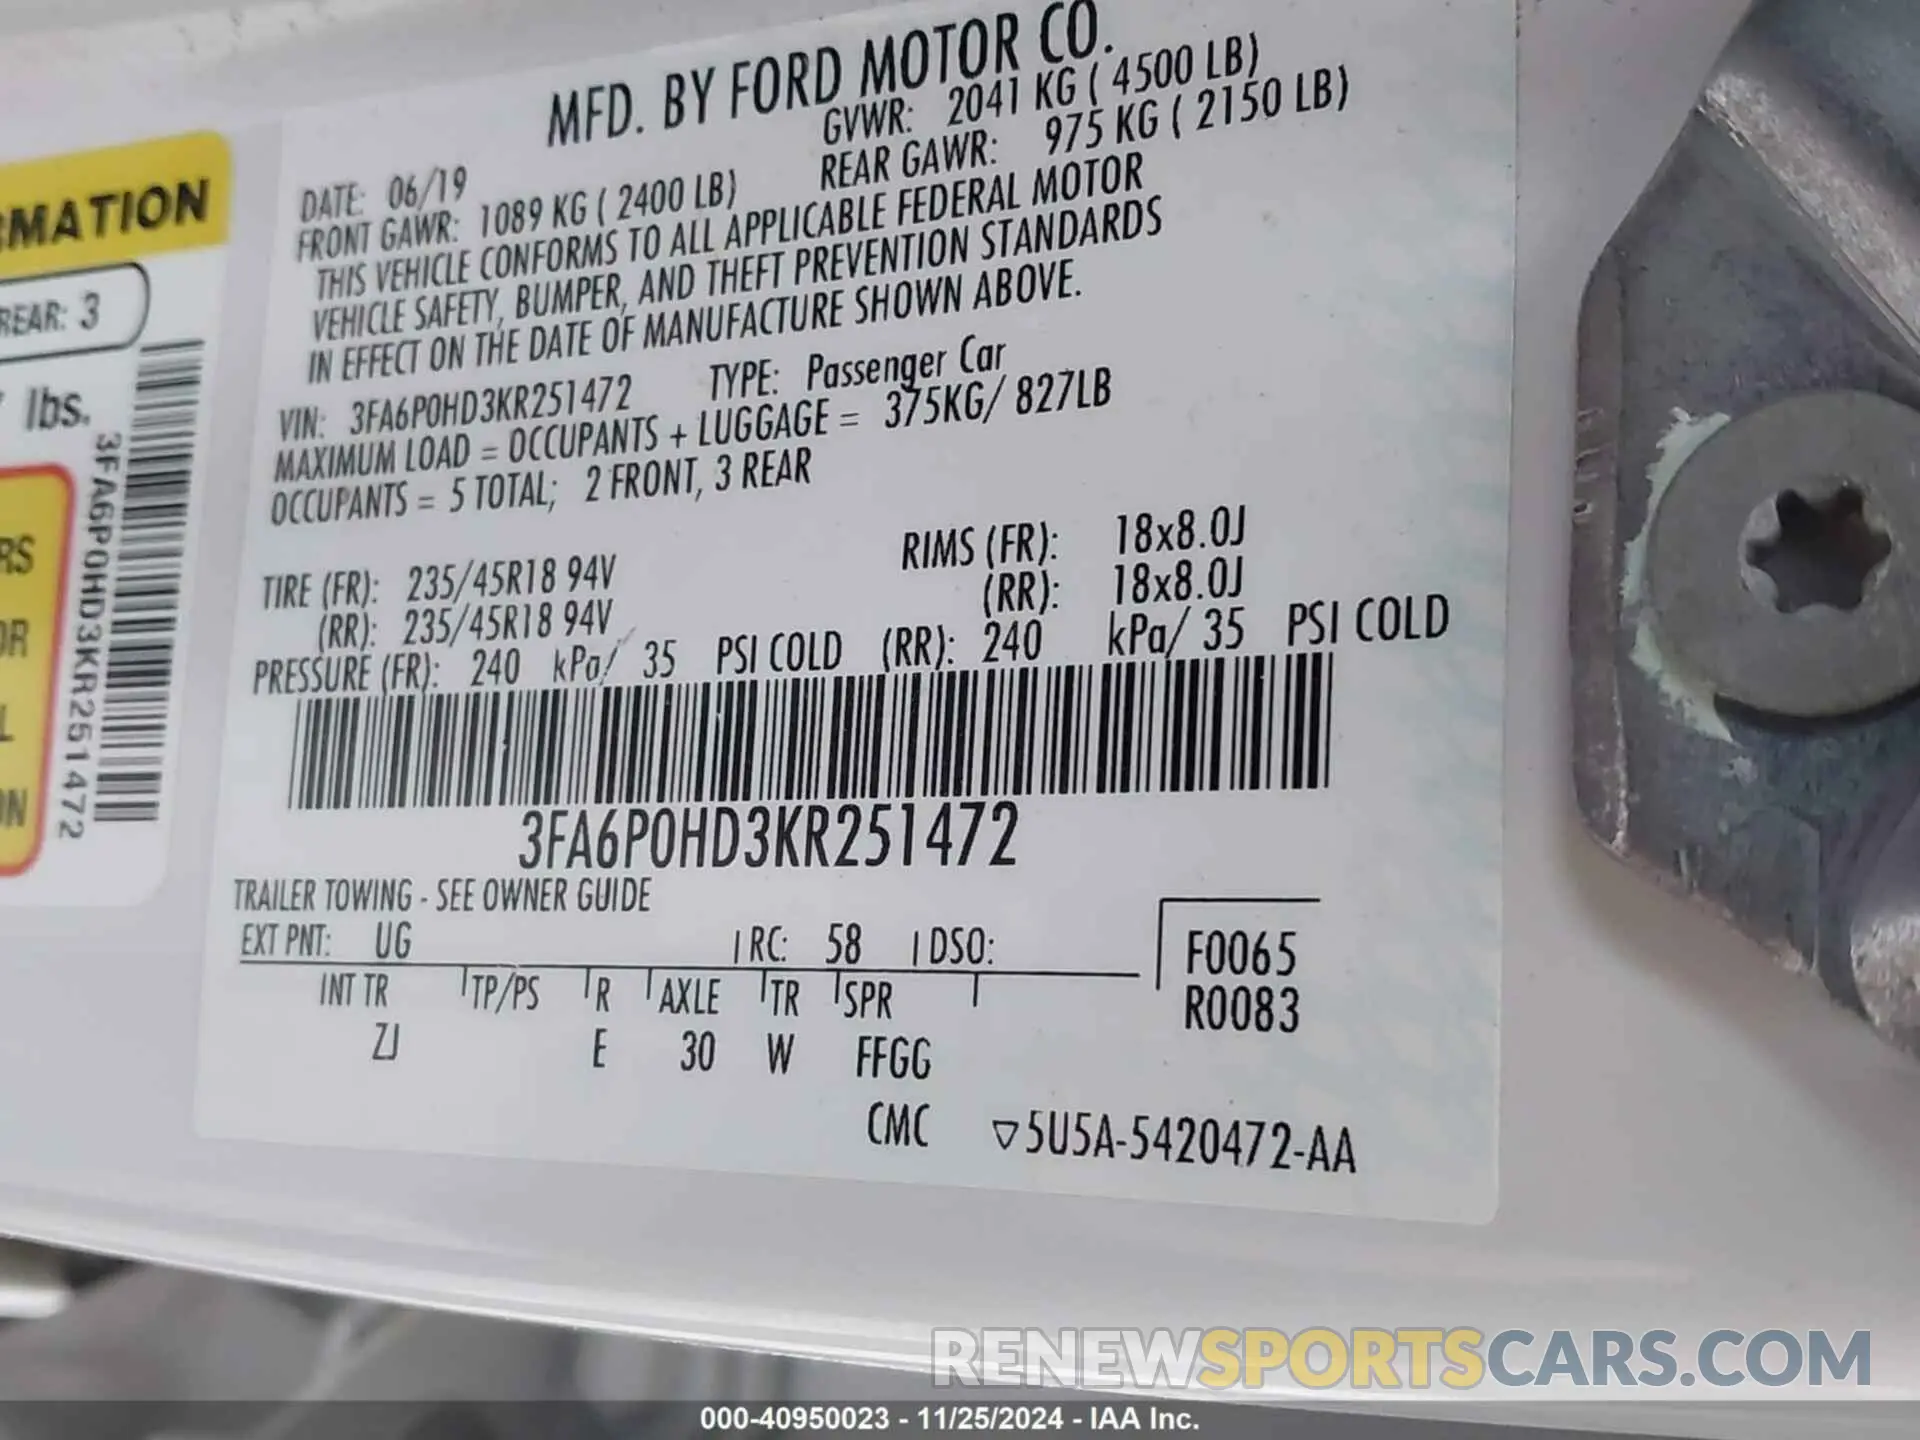 MFD. BY FORD MOTOR CO.
DATE: 06/19 GVWR: 2041 KG ( 4500 LB)
FRONT GAWR: 1089 KG ( 2400 LB) REAR GAWR: 975 KG ( 2150 LB)
THIS VEHICLE CONFORMS TO ALL APPLICABLE FEDERAL MOTOR
VEHICLE SAFETY, BUMPER, AND THEFT PREVENTION STANDARDS
IN EFFECT ON THE DATE OF MANUFACTURE SHOWN ABOVE.
VIN: 3FA6P0HD3KR251472 TYPE: Passenger Car
MAXIMUM LOAD = OCCUPANTS + LUGGAGE = 375KG/ 827LB
OCCUPANTS = 5 TOTAL; 2 FRONT, 3 REAR
TIRE (FR): 235/45R18 94V RIMS (FR): 18x8.0J
(RR): 235/45R18 94V (RR): 18x8.0J
PRESSURE (FR): 240 kPa/ 35 PSI COLD (RR): 240 kPa/ 35 PSI COLD
3FA6P0HD3KR251472
TRAILER TOWING - SEE OWNER GUIDE
EXT PNT: UG RC: 58 DSO: F0065
INT TR TP/PS R AXLE TR SPR R0083
ZJ E 30 W FFGG
CMC ▽5U5A-5420472-AA
RMATION
REAR: 3
lbs.
3FA6P0HD3KR251472
RS
OR
L
ON
RENEWSPORTSCARS.COM
000-40950023 - 11/25/2024 - IAA Inc.